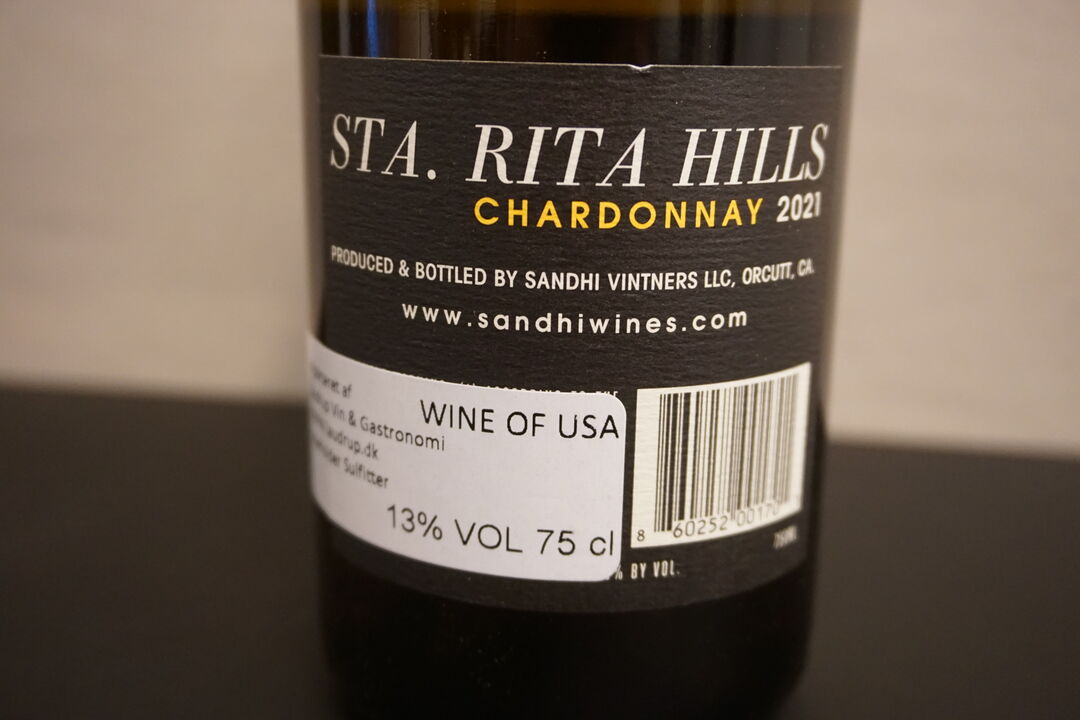 STA. RITA HILLS
CHARDONNAY 2021
PRODUCED & BOTTLED BY SANDHI VINTNERS LLC, ORCUTT, CA.
www.sandhiwines.com
af
WINE OF USA
Vin & Gastronomi
Sulfitter
13% VOL 75 cl
8 60252 00170
750ML
% BY VOL.